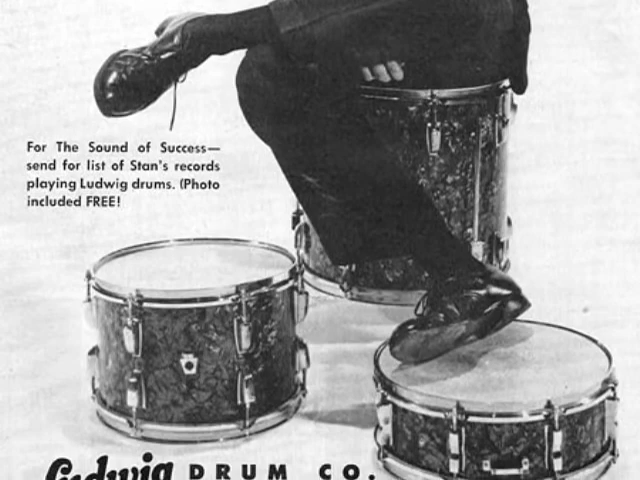 For The Sound of Success—
send for list of Stan's records
playing Ludwig drums. (Photo
included FREE!
Ludwig DRUM CO.